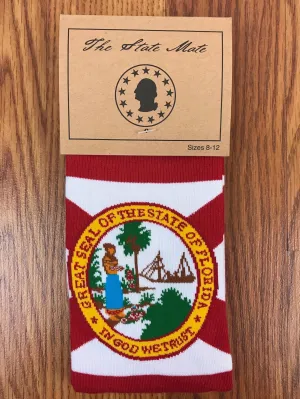 The State Mate
Sizes 8-12
GREAT SEAL OF THE STATE OF FLORIDA
IN GOD WE TRUST